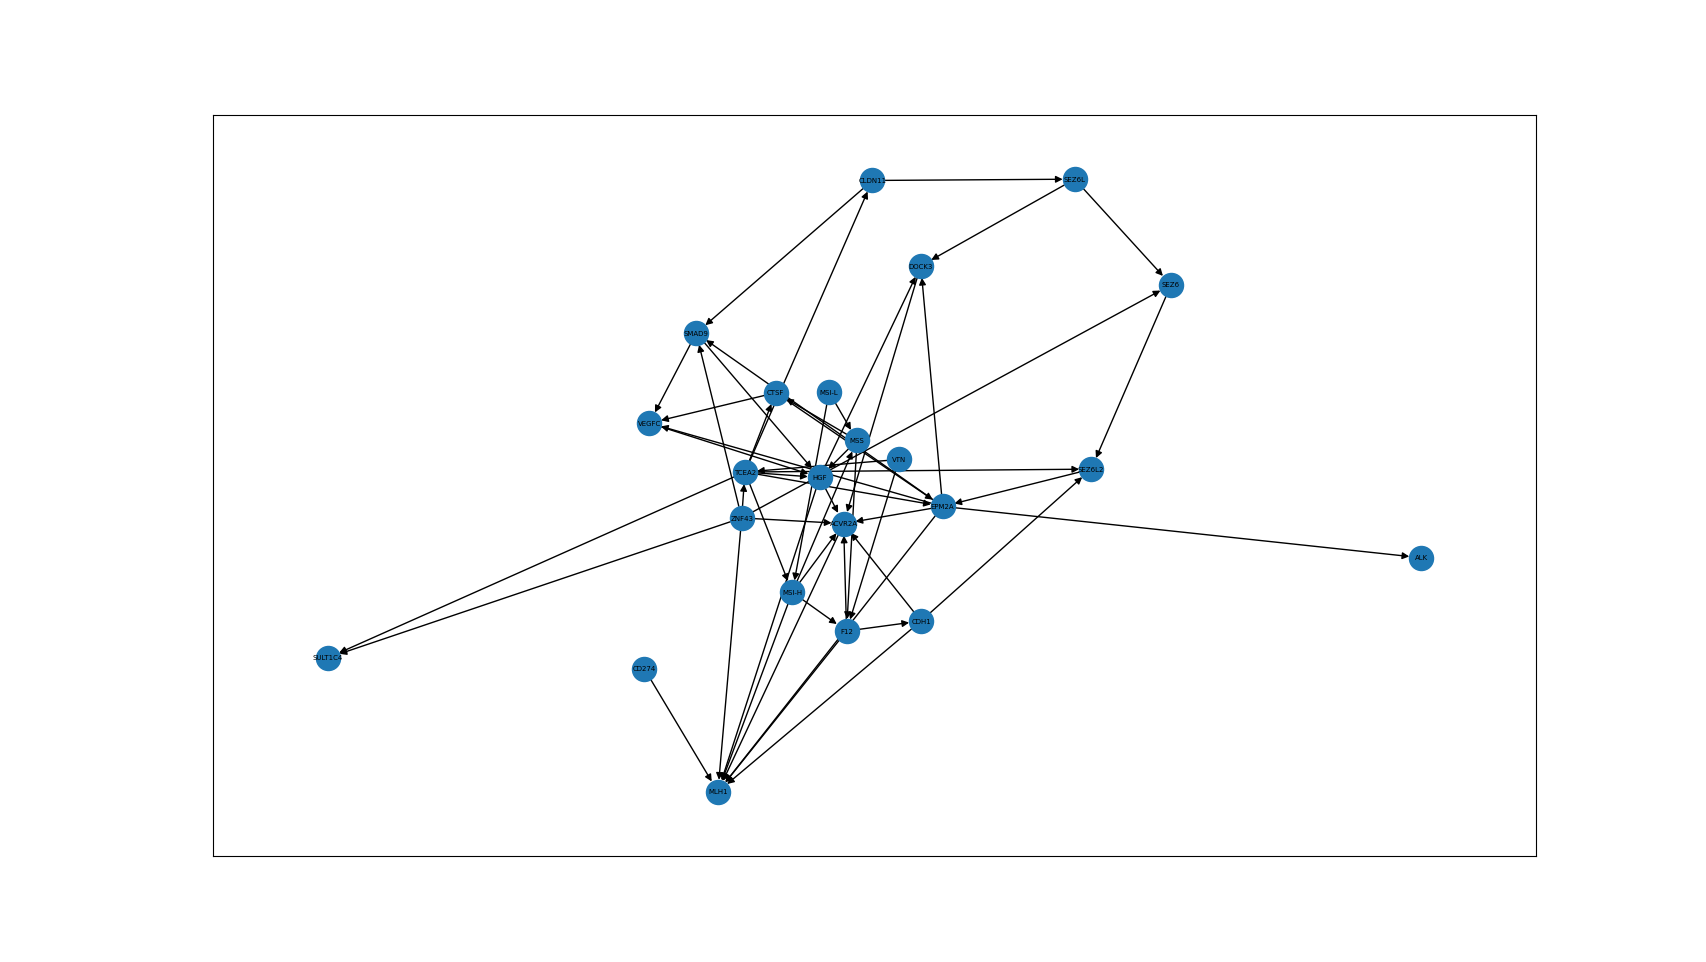 CLDN11
SEZ6L
DOCK3
SEZ6
SMAD9
CTSF
MSI-L
VEGFC
MSS
VTN
TCEA2
HGF
SEZ6L2
EPM2A
ZNF43
ACVR2A
ALK
MSI-H
CDH1
F12
SULT1C4
CD274
MLH1